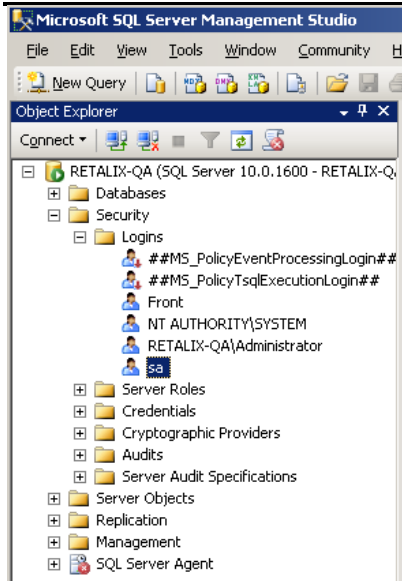 Microsoft SQL Server Management Studio
File Edit View Tools Window Community H
New Query
Object Explorer
Connect
RETALIX-QA (SQL Server 10.0.1600 - RETALIX-Q
Databases
Security
Logins
##MS_PolicyEventProcessingLogin##
##MS_PolicyTsqlExecutionLogin##
Front
NT AUTHORITY\SYSTEM
RETALIX-QA\Administrator
sa
Server Roles
Credentials
Cryptographic Providers
Audits
Server Audit Specifications
Server Objects
Replication
Management
SQL Server Agent